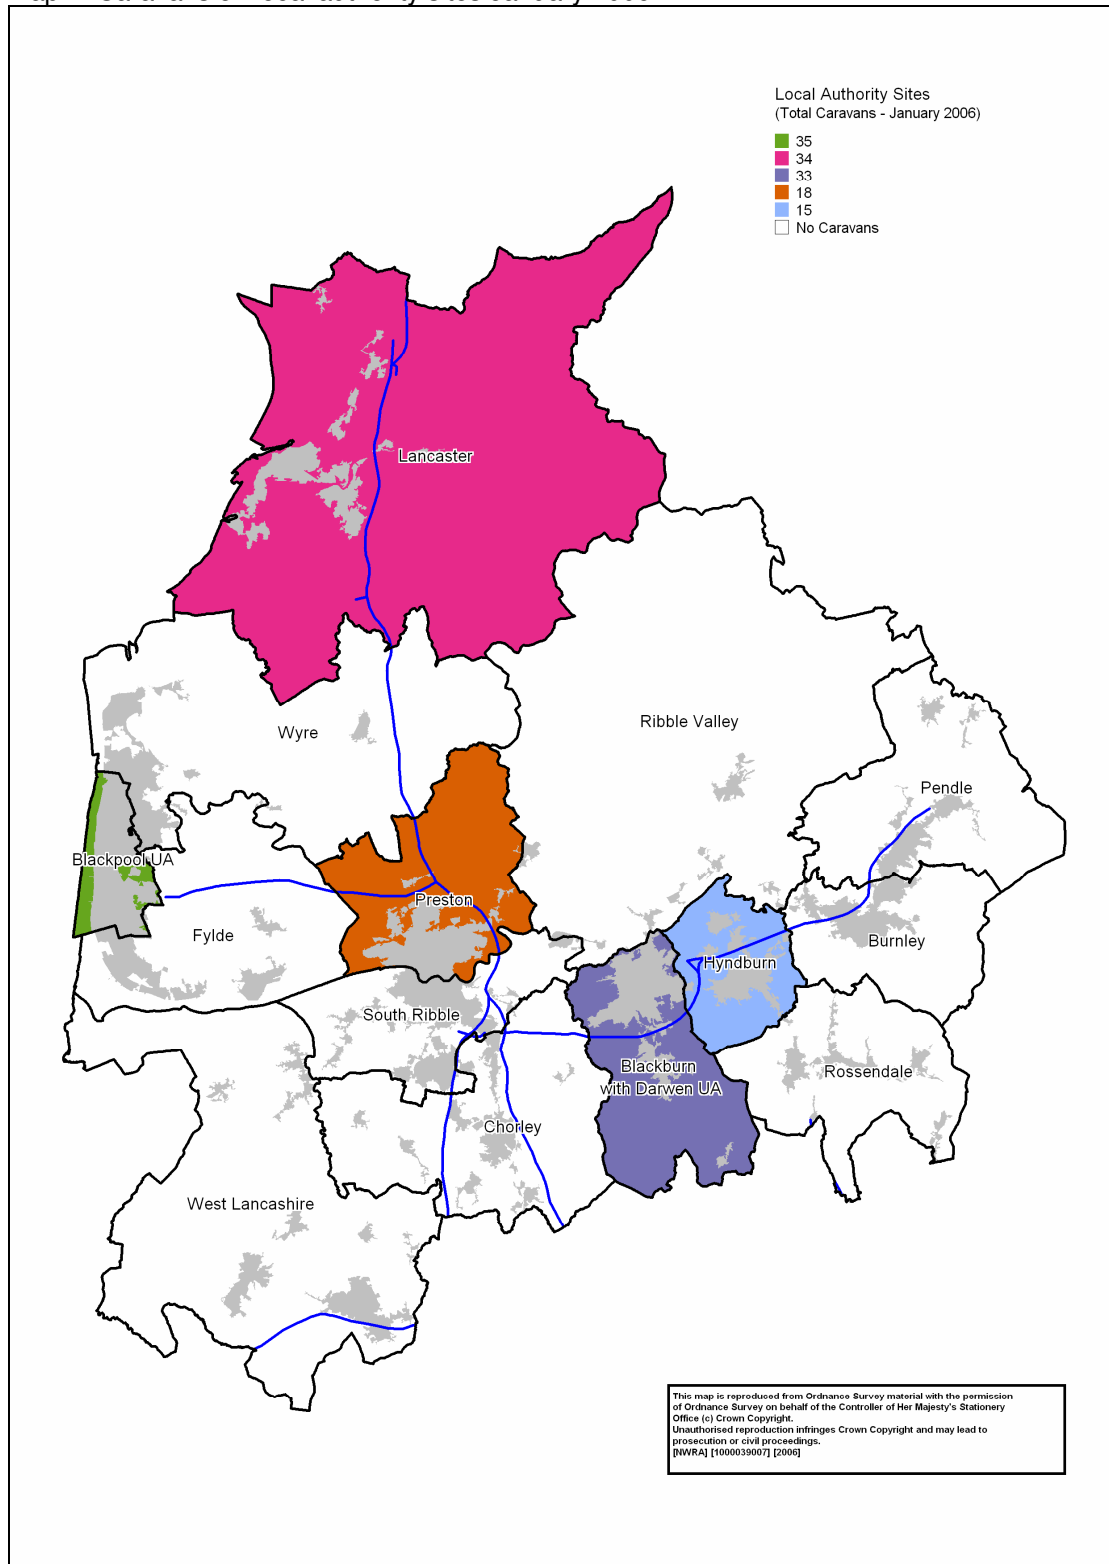 Local Authority Sites
(Total Caravans - January 2006)
35
34
33
18
15
No Caravans
Lancaster
Wyre
Ribble Valley
Pendle
Blackpool UA
Preston
Fylde
Burnley
Hyndburn
South Ribble
Blackburn
with Darwen UA
Rossendale
Chorley
West Lancashire
This map is reproduced from Ordnance Survey material with the permission
of Ordnance Survey on behalf of the Controller of Her Majesty's Stationery
Office (c) Crown Copyright.
Unauthorised reproduction infringes Crown Copyright and may lead to
prosecution or civil proceedings.
[NWRA] [1000039007] [2006]